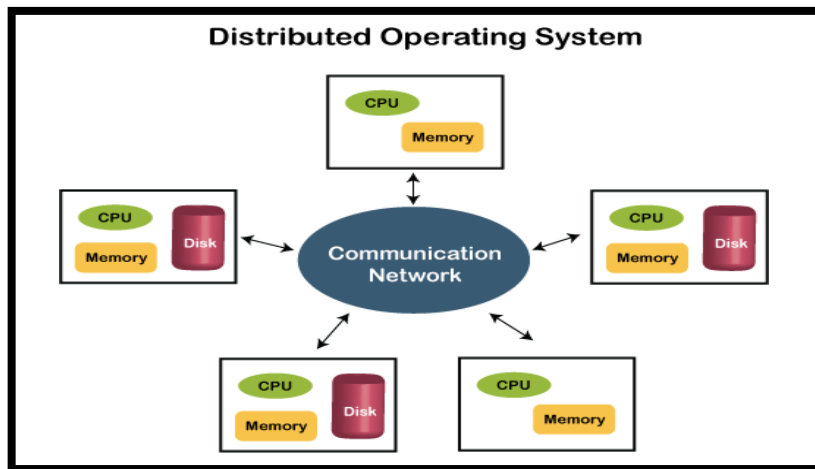 Distributed Operating System
CPU
Memory
CPU
Memory
Disk
Communication
Network
CPU
Memory
Disk
CPU
Memory
Disk
CPU
Memory